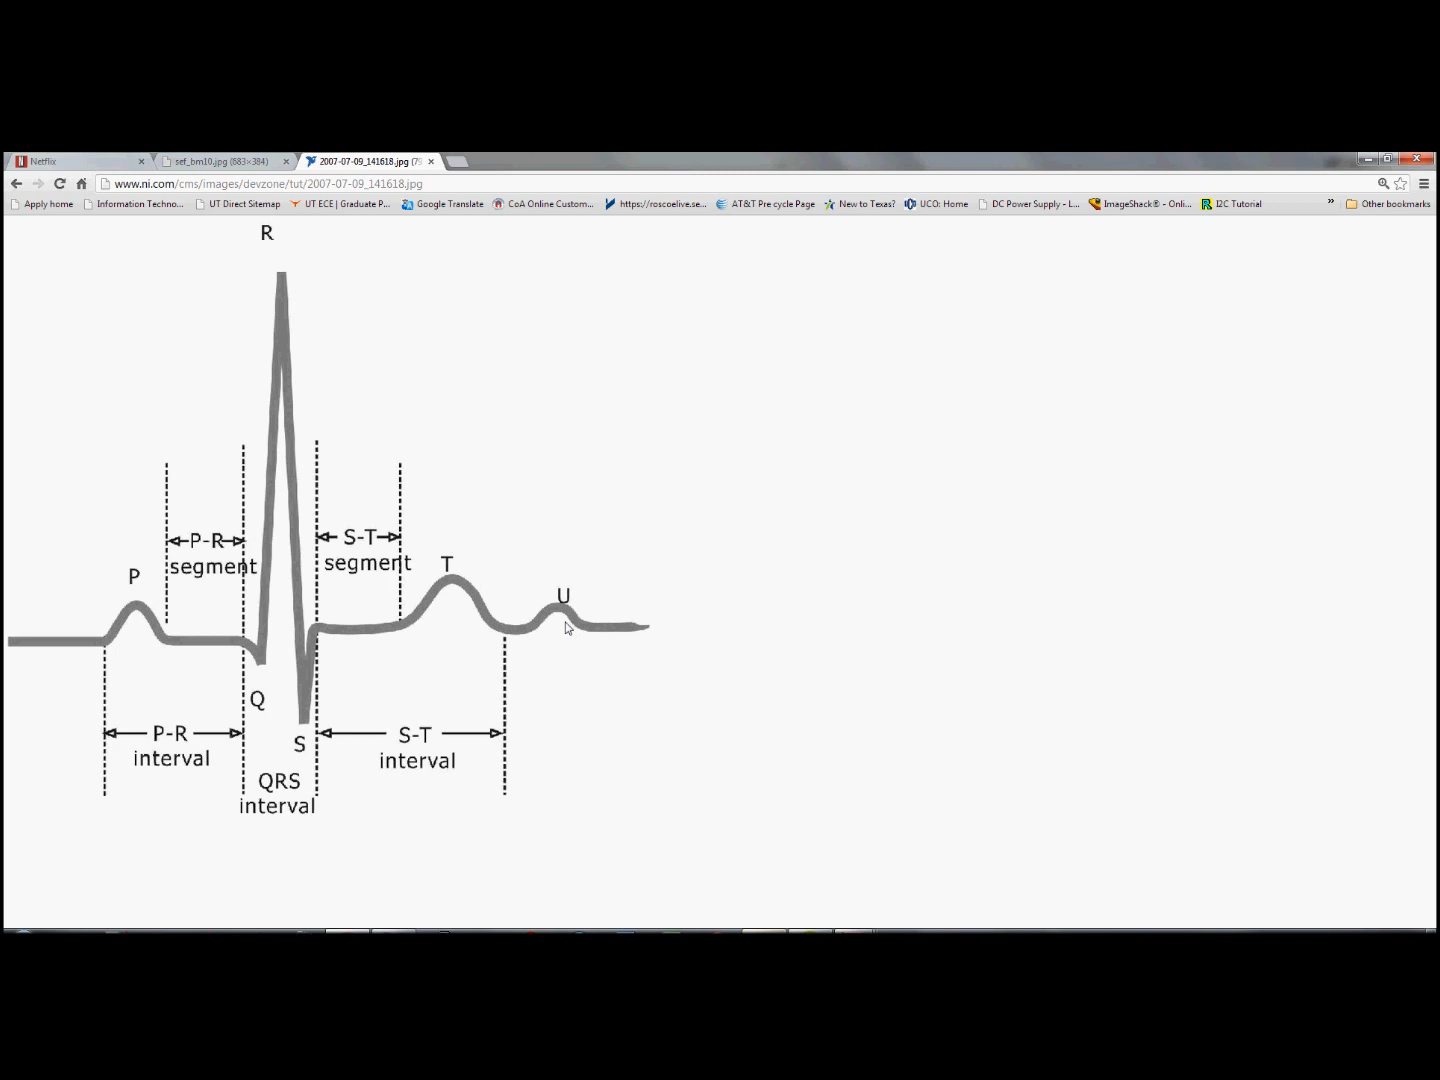 Netflix
sef_bm10.jpg (683×384)
2007-07-09_141618.jpg (79
www.ni.com/cms/images/devzone/tut/2007-07-09_141618.jpg
Apply home
Information Techno...
UT Direct Sitemap
UT ECE | Graduate P...
Google Translate
CoA Online Custom...
https://roscoelive.se...
AT&T Pre cycle Page
New to Texas?
UCO: Home
DC Power Supply - L...
ImageShack® - Onli...
I2C Tutorial
»
Other bookmarks
R
P-R
segment
S-T
segment
P
T
U
Q
S
P-R
interval
S-T
interval
QRS
interval